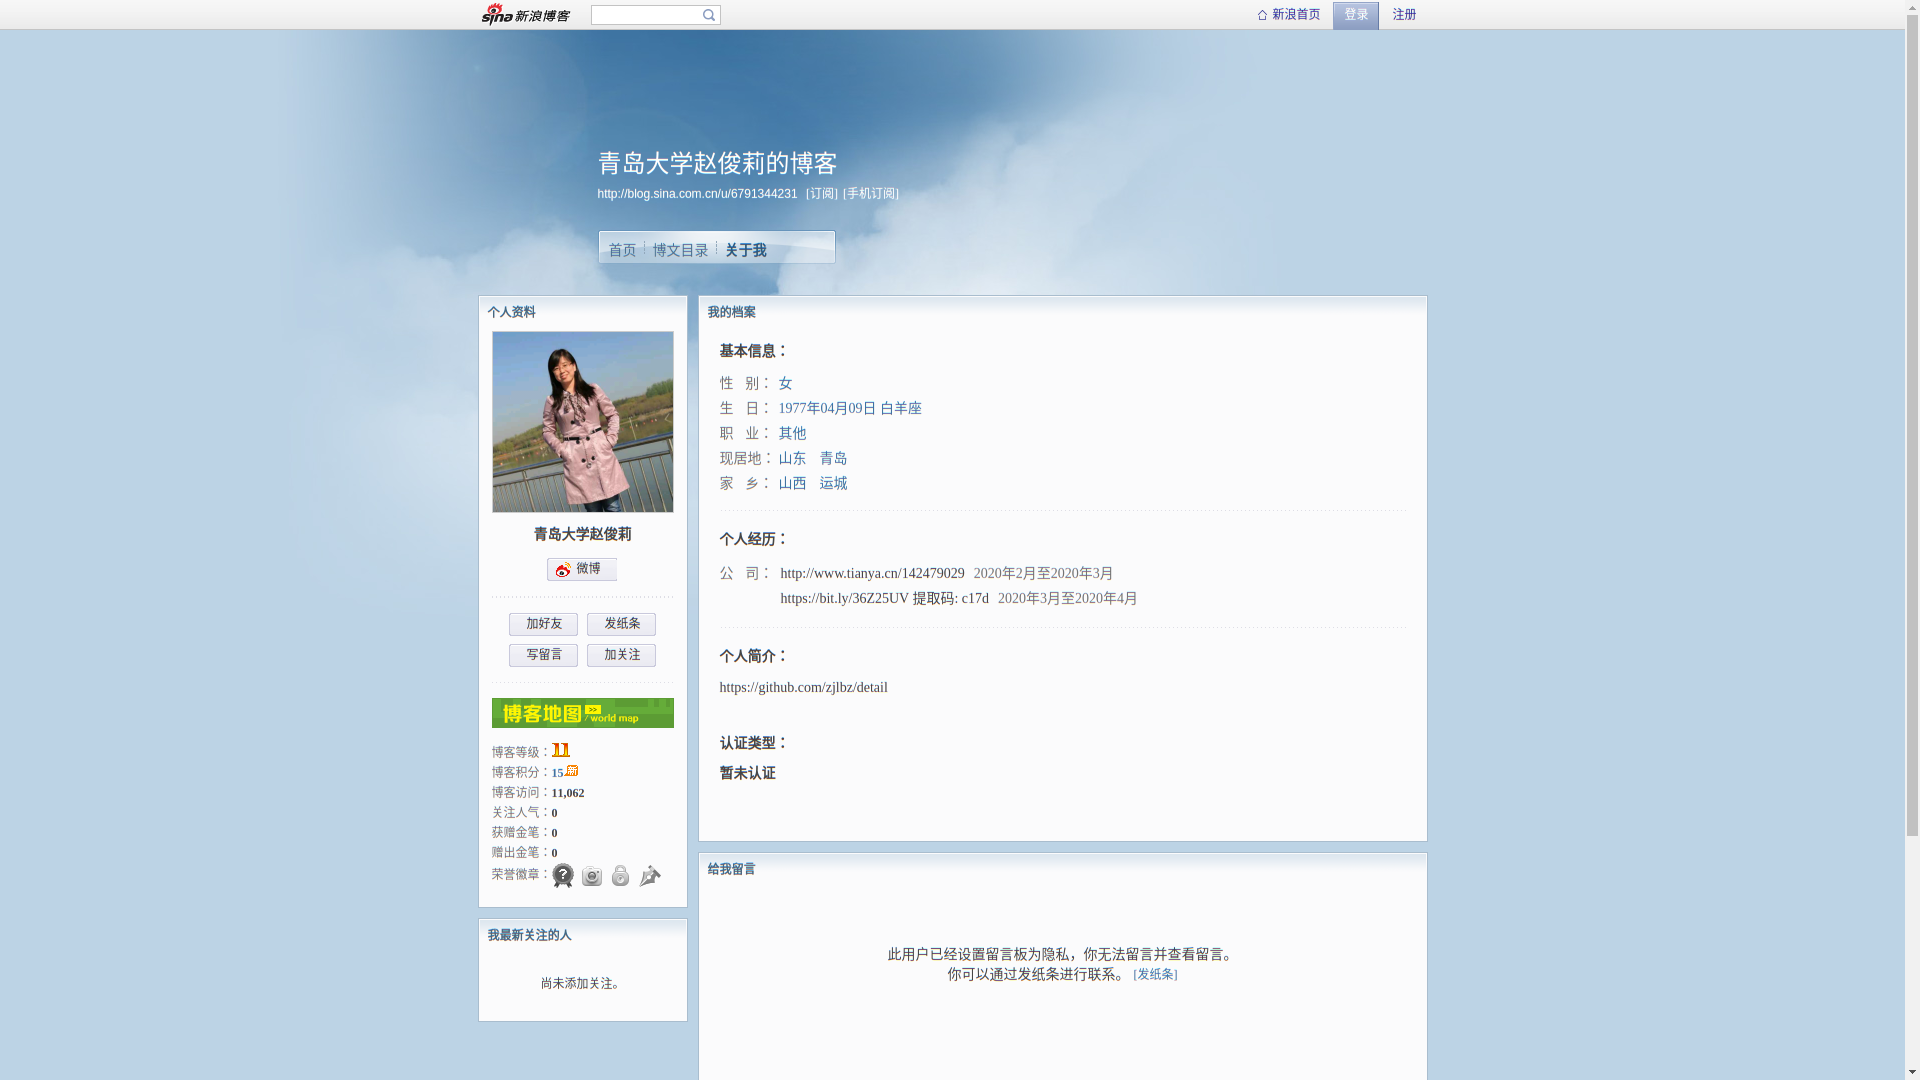 sina新浪博客
新浪首页 登录 注册
青岛大学赵俊莉的博客
http://blog.sina.com.cn/u/6791344231 [订阅] [手机订阅]
首页 博文目录 关于我
个人资料
青岛大学赵俊莉
微博
加好友 发纸条
写留言 加关注
博客地图 >> / world map
博客等级：11
博客积分：15
博客访问：11,062
关注人气：0
获赠金笔：0
赠出金笔：0
荣誉徽章：
我最新关注的人
尚未添加关注。
我的档案
基本信息：
性 别： 女
生 日： 1977年04月09日 白羊座
职 业： 其他
现居地： 山东 青岛
家 乡： 山西 运城
个人经历：
公 司： http://www.tianya.cn/142479029 2020年2月至2020年3月
https://bit.ly/36Z25UV 提取码: c17d 2020年3月至2020年4月
个人简介：
https://github.com/zjlbz/detail
认证类型：
暂未认证
给我留言
此用户已经设置留言板为隐私，你无法留言并查看留言。
你可以通过发纸条进行联系。 [发纸条]